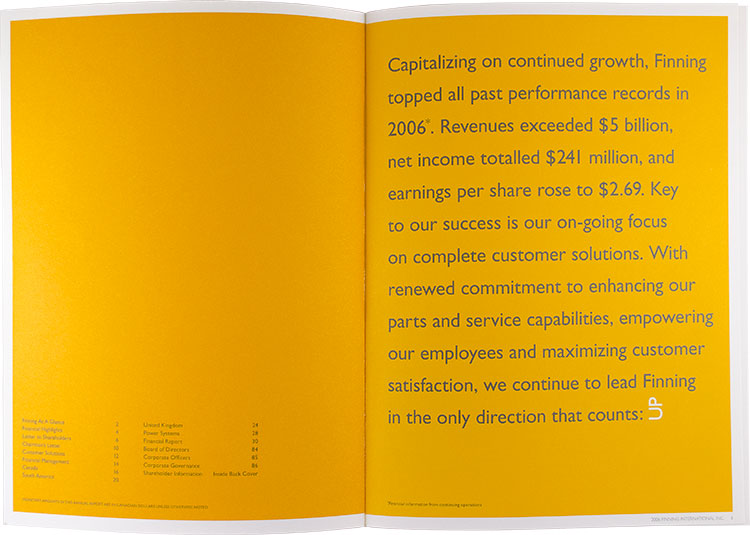 Finning At A Glance 2
Financial Highlights 4
Letter to Shareholders 6
Chairman's Letter 10
Customer Solutions 12
Financial Management 14
Canada 16
South America 20
United Kingdom 24
Power Systems 28
Financial Report 30
Board of Directors 84
Corporate Officers 85
Corporate Governance 86
Shareholder Information Inside Back Cover
Capitalizing on continued growth, Finning
topped all past performance records in
2006*. Revenues exceeded $5 billion,
net income totalled $241 million, and
earnings per share rose to $2.69. Key
to our success is our on-going focus
on complete customer solutions. With
renewed commitment to enhancing our
parts and service capabilities, empowering
our employees and maximizing customer
satisfaction, we continue to lead Finning
in the only direction that counts: UP
*Revenue information from continuing operations
2006 FINNING INTERNATIONAL INC.